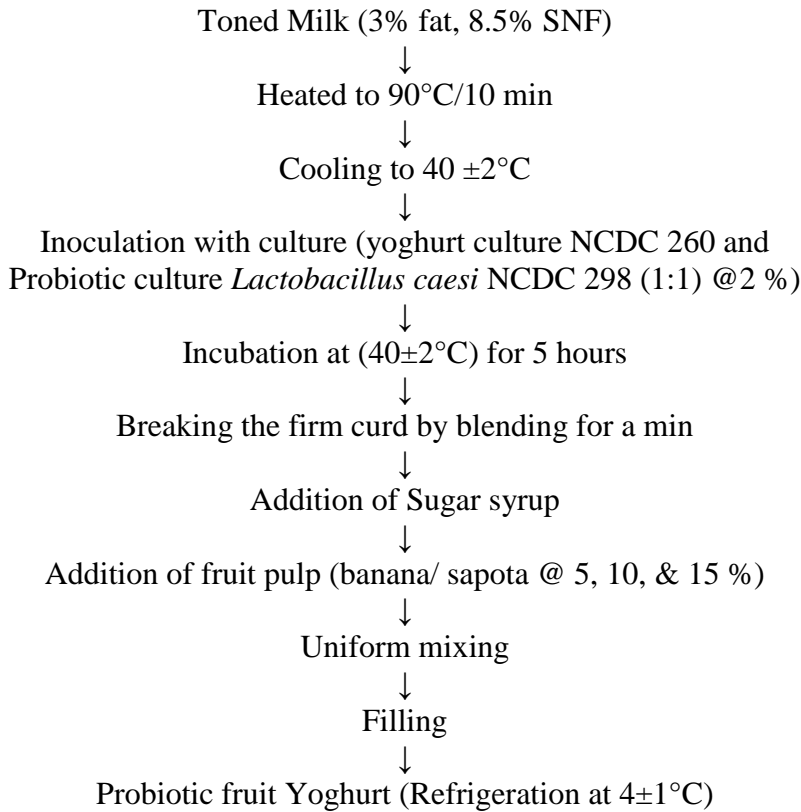 Toned Milk (3% fat, 8.5% SNF)
↓
Heated to 90°C/10 min
↓
Cooling to 40 ±2°C
↓
Inoculation with culture (yoghurt culture NCDC 260 and
Probiotic culture Lactobacillus caesi NCDC 298 (1:1) @2 %)
↓
Incubation at (40±2°C) for 5 hours
↓
Breaking the firm curd by blending for a min
↓
Addition of Sugar syrup
↓
Addition of fruit pulp (banana/ sapota @ 5, 10, & 15 %)
↓
Uniform mixing
↓
Filling
↓
Probiotic fruit Yoghurt (Refrigeration at 4±1°C)